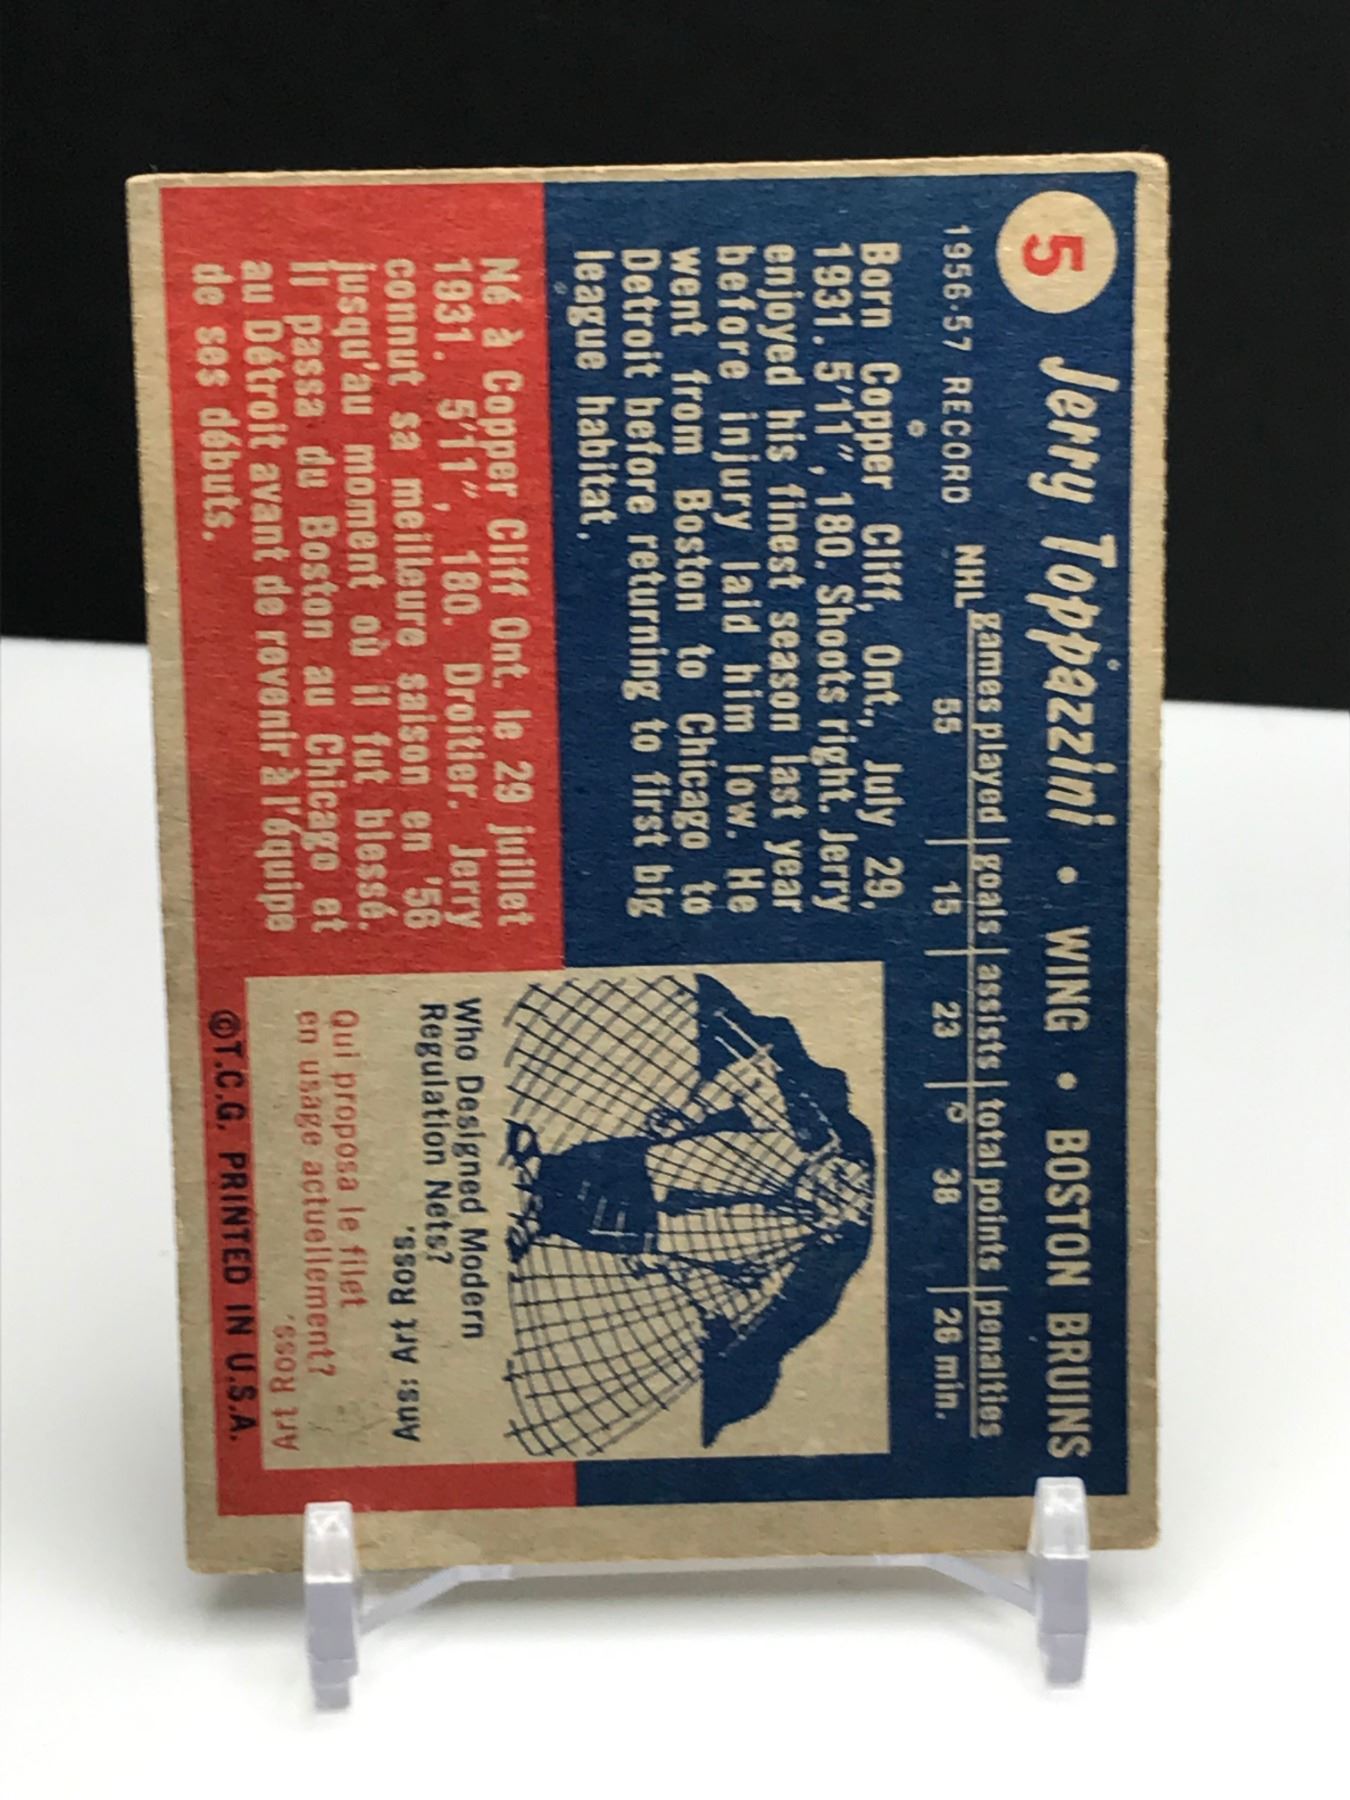 5 Jerry Toppazzini • WING • BOSTON BRUINS
1956-57 RECORD NHL games played goals assists total points penalties
55 15 23 38 26 min.
Born Copper Cliff, Ont., July 29,
1931. 5'11", 180. Shoots right. Jerry
enjoyed his finest season last year
before injury laid him low. He
went from Boston to Chicago to
Detroit before returning to first big
league habitat.
Né à Copper Cliff Ont. le 29 juillet
1931. 5'11", 180. Droitier. Jerry
connut sa meilleure saison en '56
jusqu'au moment où il fut blessé.
Il passa du Boston au Chicago et
au Détroit avant de revenir à l'équipe
de ses débuts.
Who Designed Modern
Regulation Nets?
Ans: Art Ross.
Qui proposa le filet
en usage actuellement?
Art Ross.
©T.C.G. PRINTED IN U.S.A.